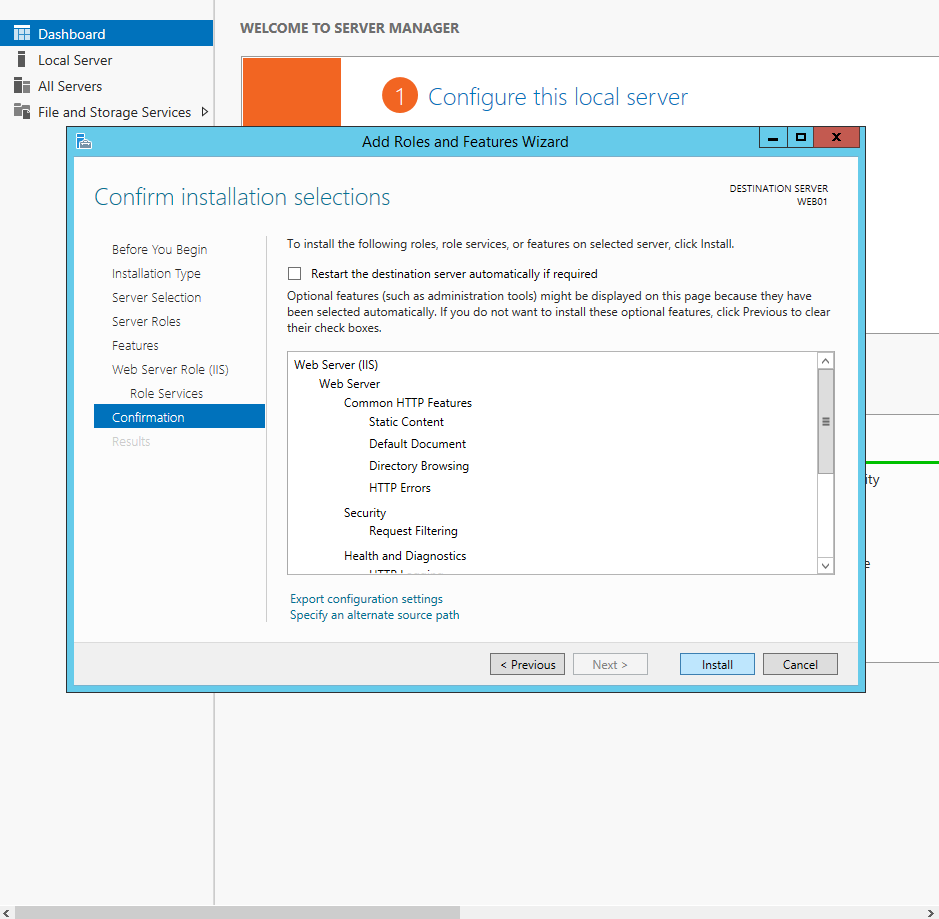 Dashboard
Local Server
All Servers
File and Storage Services
WELCOME TO SERVER MANAGER
1 Configure this local server
Add Roles and Features Wizard
Confirm installation selections
DESTINATION SERVER
WEB01
Before You Begin
Installation Type
Server Selection
Server Roles
Features
Web Server Role (IIS)
Role Services
Confirmation
Results
To install the following roles, role services, or features on selected server, click Install.
Restart the destination server automatically if required
Optional features (such as administration tools) might be displayed on this page because they have
been selected automatically. If you do not want to install these optional features, click Previous to clear
their check boxes.
Web Server (IIS)
Web Server
Common HTTP Features
Static Content
Default Document
Directory Browsing
HTTP Errors
Security
Request Filtering
Health and Diagnostics
Export configuration settings
Specify an alternate source path
< Previous
Next >
Install
Cancel
ity
e